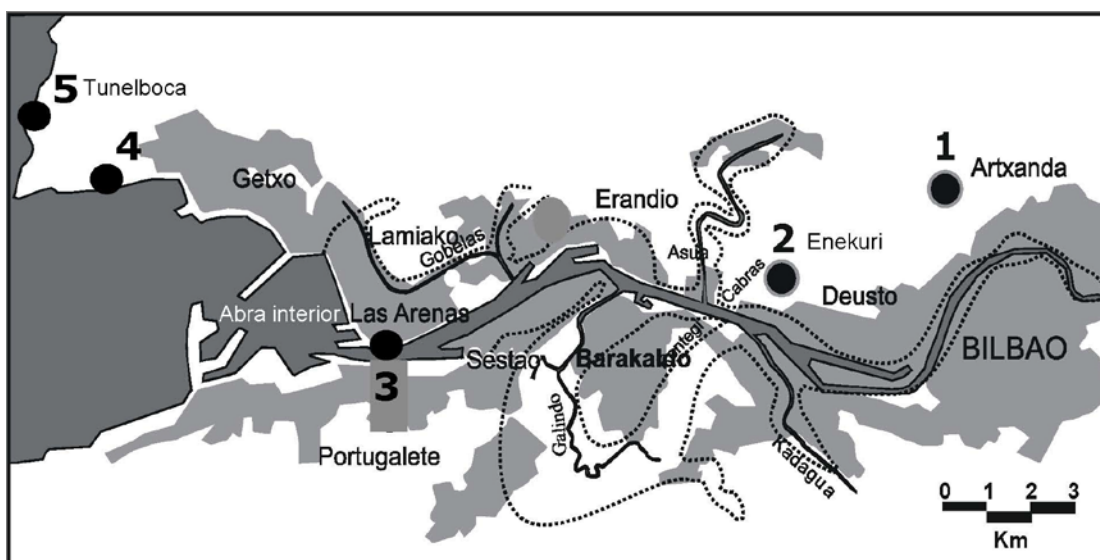 5 Tunelboca
4
Getxo
Lamiako
Gobelas
Erandio
1
Artxanda
Asua
Cabras
2 Enekuri
Deusto
Abra interior
Las Arenas
3
Sestao
Barakaldo
BILBAO
Galindo
Portugalete
Kadagua
0 1 2 3
Km